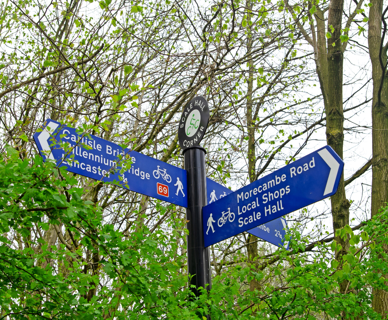 Carlisle Bridge
Millennium Bridge
Lancaster
69
Morecambe Road
Local Shops
Scale Hall